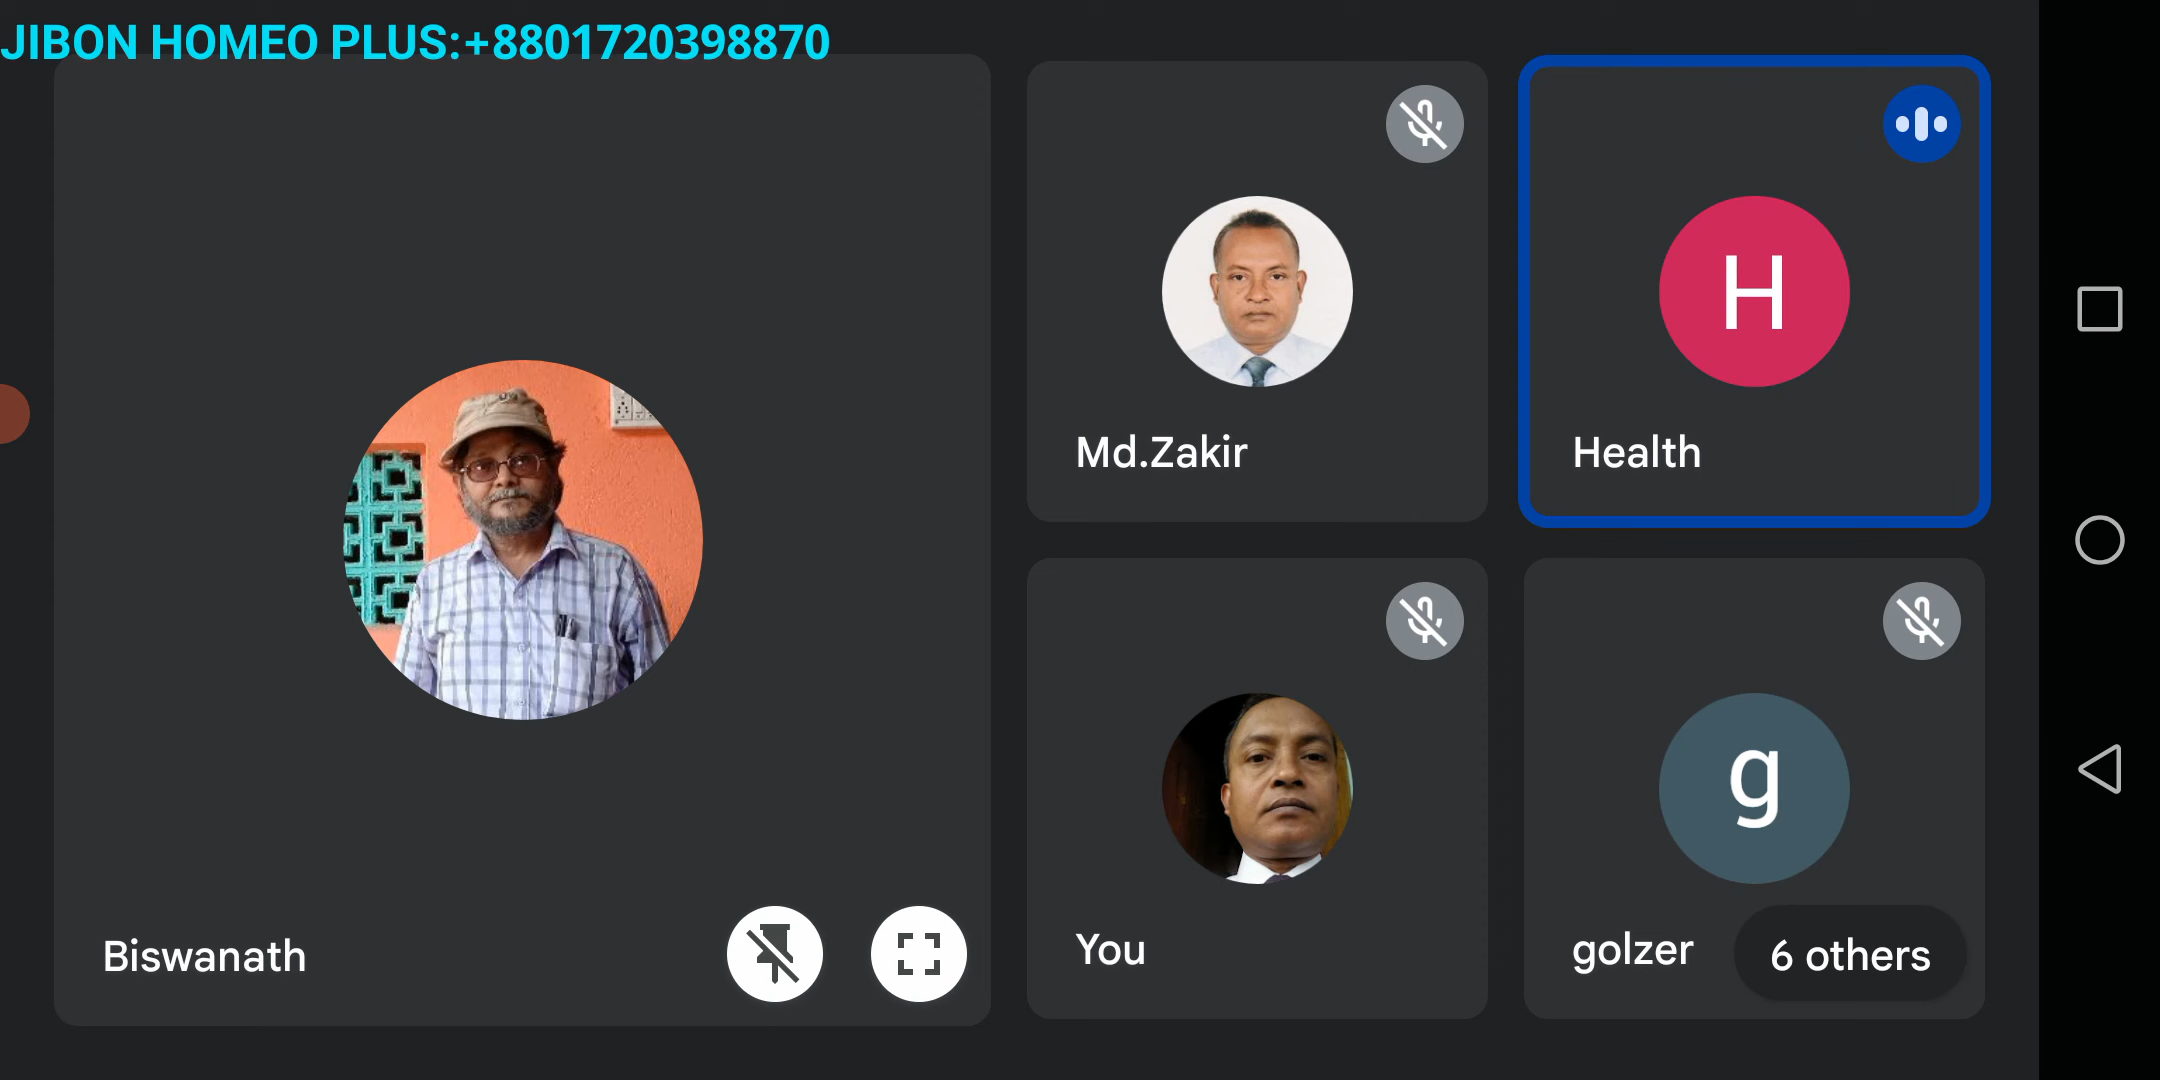 JIBON HOMEO PLUS:+8801720398870
Md.Zakir
H
Health
Biswanath
You
g
golzer
6 others